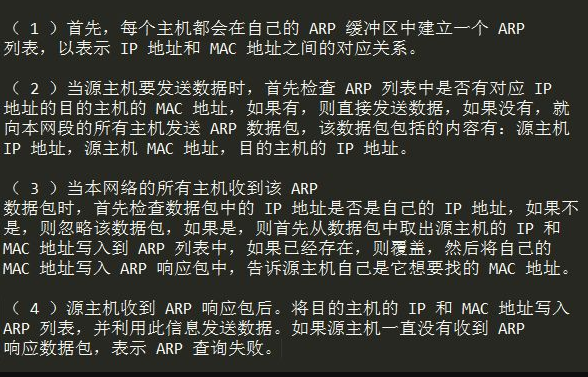 ( 1 )首先，每个主机都会在自己的 ARP 缓冲区中建立一个 ARP
列表，以表示 IP 地址和 MAC 地址之间的对应关系。
( 2 )当源主机要发送数据时，首先检查 ARP 列表中是否有对应 IP
地址的目的主机的 MAC 地址，如果有，则直接发送数据，如果没有，就
向本网段的所有主机发送 ARP 数据包，该数据包包括的内容有：源主机
IP 地址，源主机 MAC 地址，目的主机的 IP 地址。
( 3 )当本网络的所有主机收到该 ARP
数据包时，首先检查数据包中的 IP 地址是否是自己的 IP 地址，如果不
是，则忽略该数据包，如果是，则首先从数据包中取出源主机的 IP 和
MAC 地址写入到 ARP 列表中，如果已经存在，则覆盖，然后将自己的
MAC 地址写入 ARP 响应包中，告诉源主机自己是它想要找的 MAC 地址。
( 4 )源主机收到 ARP 响应包后。将目的主机的 IP 和 MAC 地址写入
ARP 列表，并利用此信息发送数据。如果源主机一直没有收到 ARP
响应数据包，表示 ARP 查询失败。